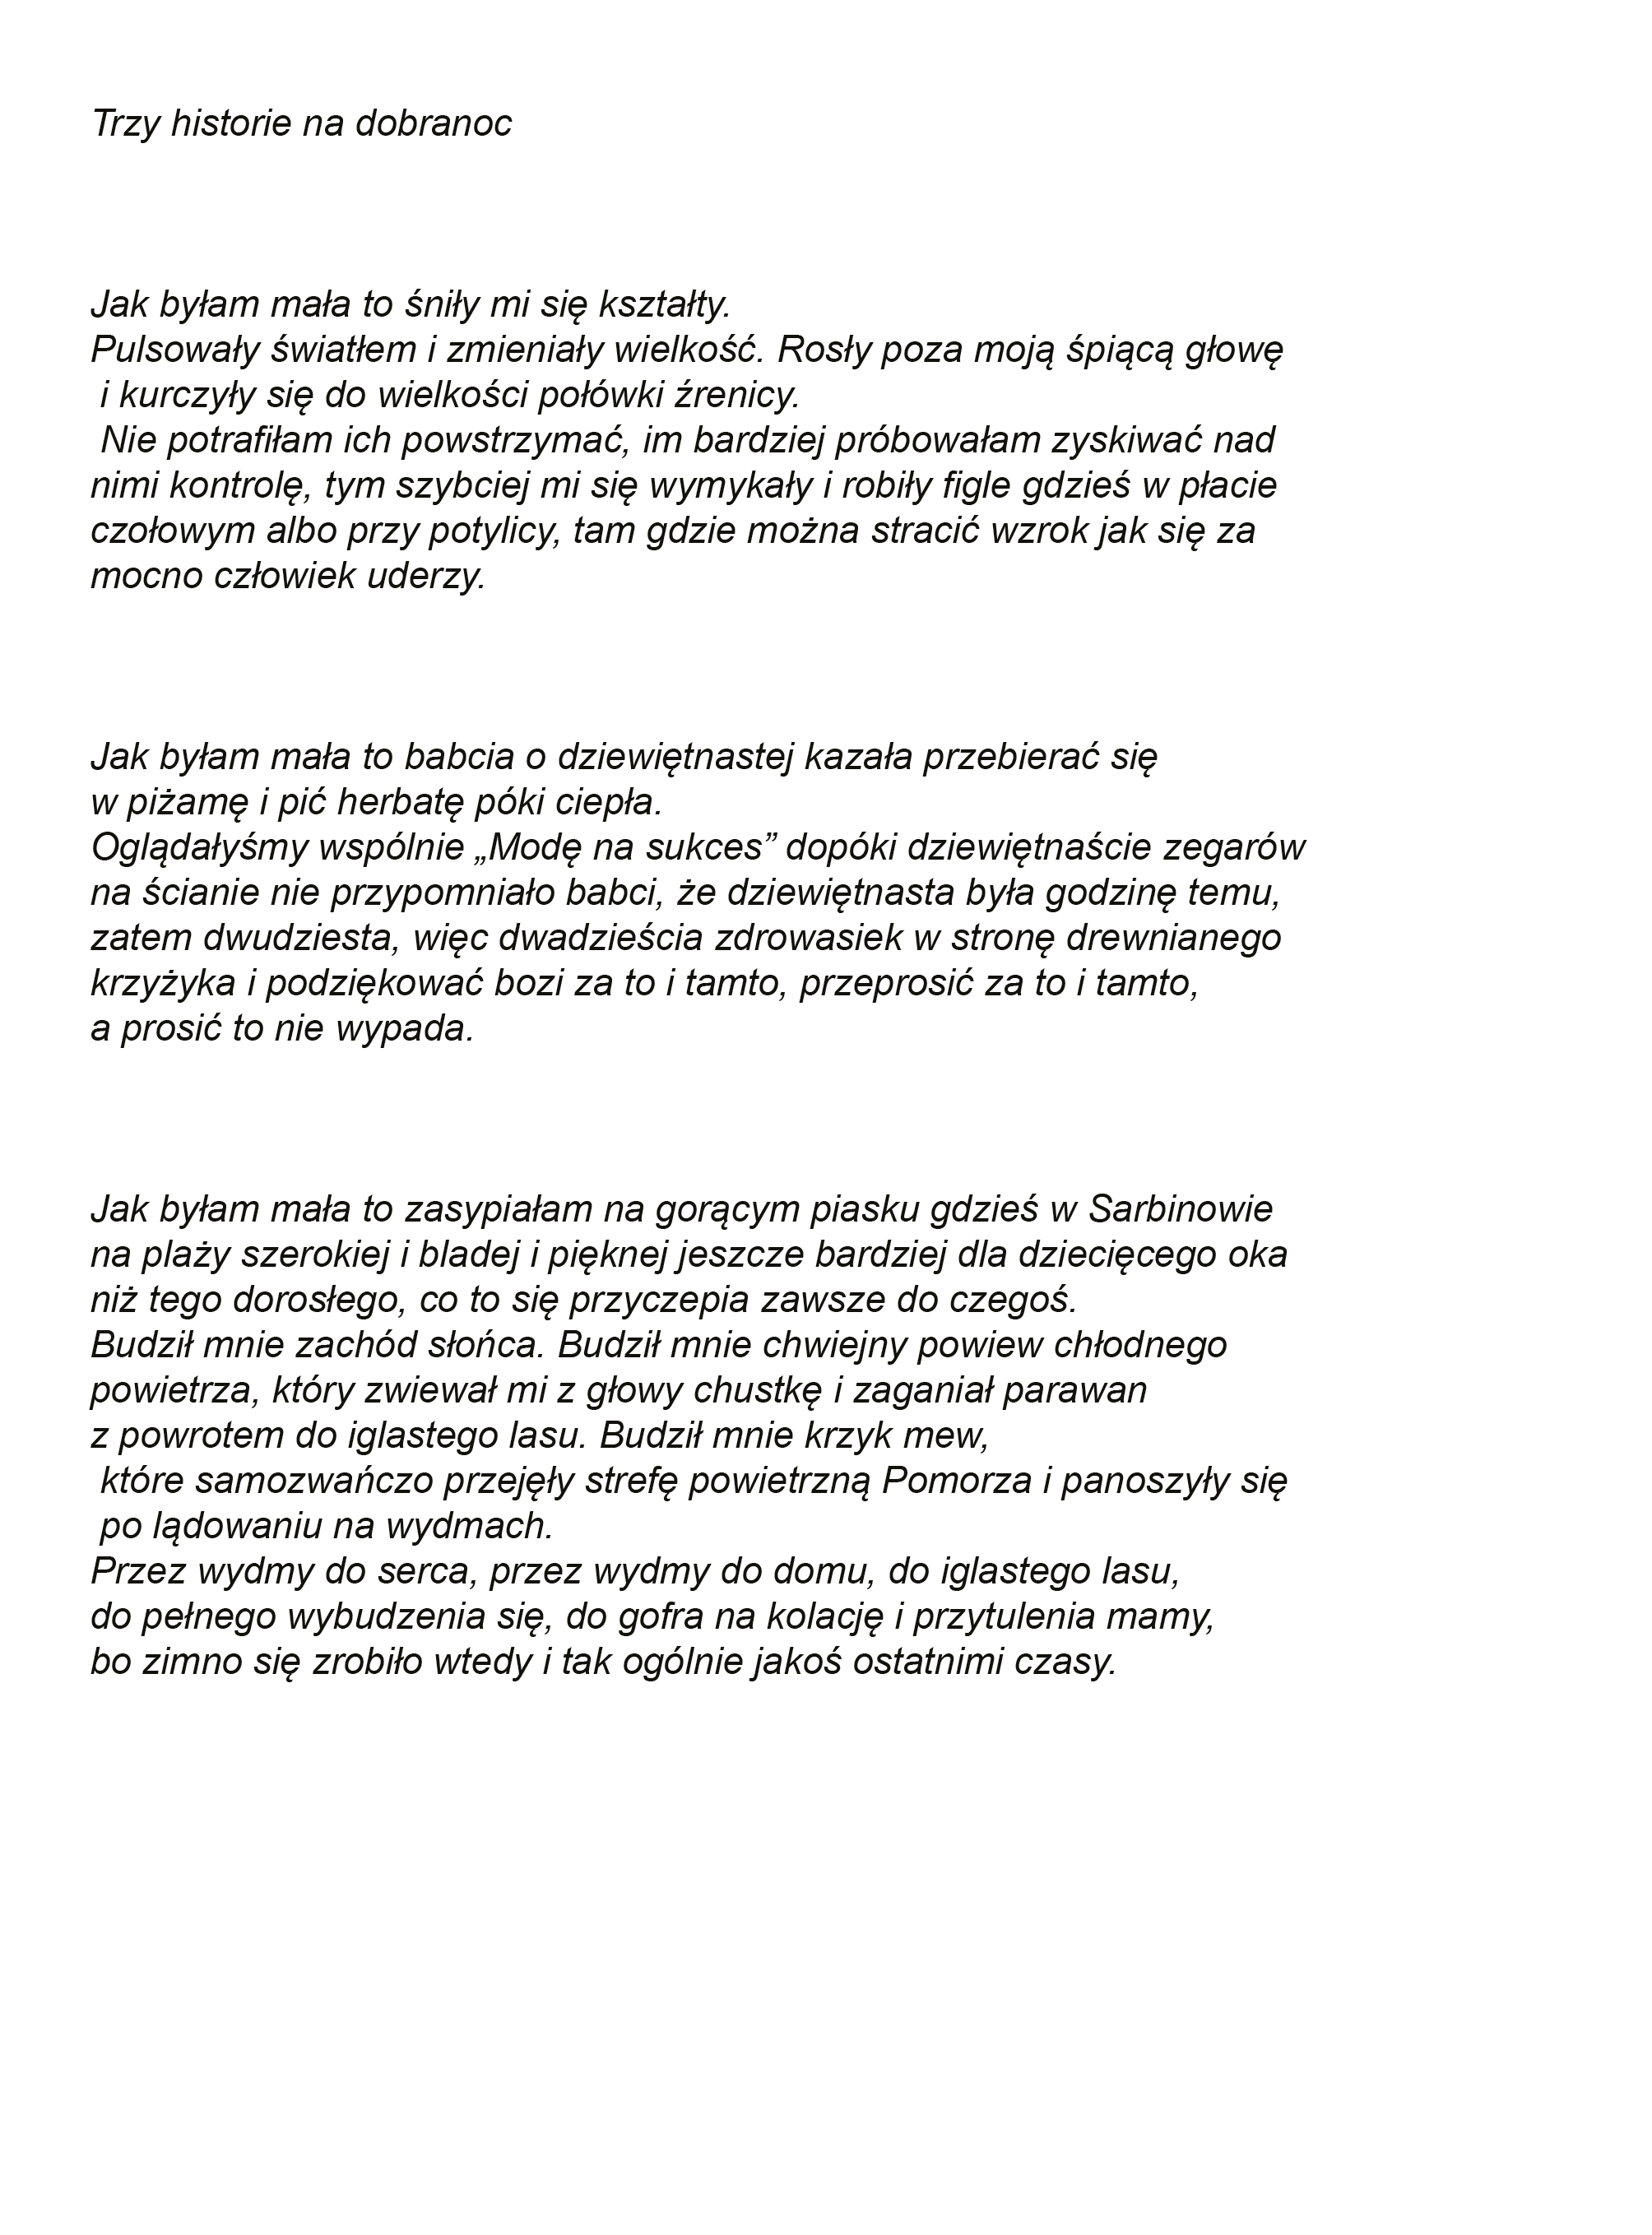 Trzy historie na dobranoc
Jak byłam mała to śniły mi się kształty.
Pulsowały światłem i zmieniały wielkość. Rosły poza moją śpiącą głowę
i kurczyły się do wielkości połówki źrenicy.
Nie potrafiłam ich powstrzymać, im bardziej próbowałam zyskiwać nad
nimi kontrolę, tym szybciej mi się wymykały i robiły figle gdzieś w płacie
czołowym albo przy potylicy, tam gdzie można stracić wzrok jak się za
mocno człowiek uderzy.
Jak byłam mała to babcia o dziewiętnastej kazała przebierać się
w piżamę i pić herbatę póki ciepła.
Oglądałyśmy wspólnie „Modę na sukces” dopóki dziewiętnaście zegarów
na ścianie nie przypomniało babci, że dziewiętnasta była godzinę temu,
zatem dwudziesta, więc dwadzieścia zdrowasiek w stronę drewnianego
krzyżyka i podziękować bozi za to i tamto, przeprosić za to i tamto,
a prosić to nie wypada.
Jak byłam mała to zasypiałam na gorącym piasku gdzieś w Sarbinowie
na plaży szerokiej i bladej i pięknej jeszcze bardziej dla dziecięcego oka
niż tego dorosłego, co to się przyczepia zawsze do czegoś.
Budził mnie zachód słońca. Budził mnie chwiejny powiew chłodnego
powietrza, który zwiewał mi z głowy chustkę i zaganiał parawan
z powrotem do iglastego lasu. Budził mnie krzyk mew,
które samozwańczo przejęły strefę powietrzną Pomorza i panoszyły się
po lądowaniu na wydmach.
Przez wydmy do serca, przez wydmy do domu, do iglastego lasu,
do pełnego wybudzenia się, do gofra na kolację i przytulenia mamy,
bo zimno się zrobiło wtedy i tak ogólnie jakoś ostatnimi czasy.